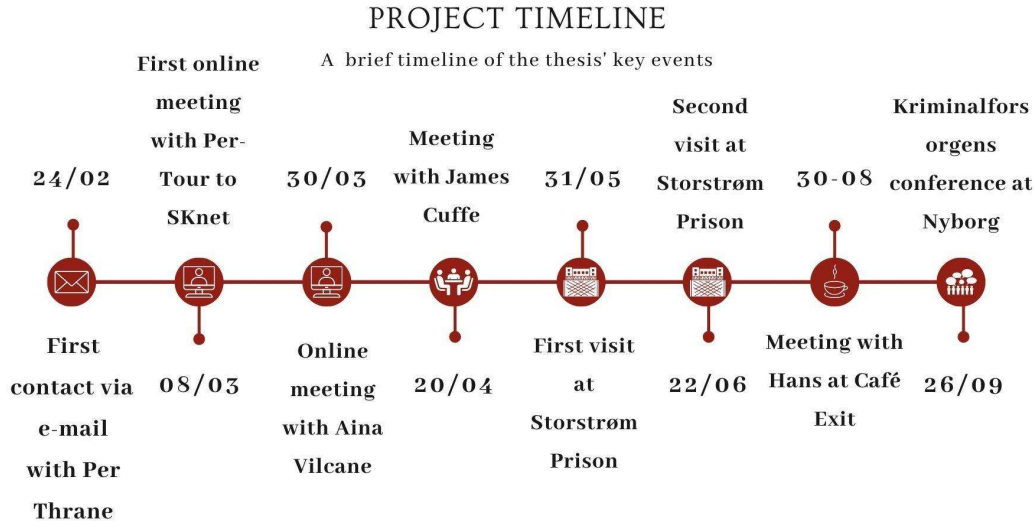 PROJECT TIMELINE
A brief timeline of the thesis' key events
24/02
First
contact via
e-mail
with Per
Thrane
First online
meeting
with Per-
Tour to
SKnet
08/03
30/03
Online
meeting
with Aina
Vilcane
Meeting
with James
Cuffe
20/04
31/05
First visit
at
Storstrøm
Prison
Second
visit at
Storstrøm
Prison
22/06
30-08
Meeting with
Hans at Café
Exit
Kriminalfors
orgens
conference at
Nyborg
26/09